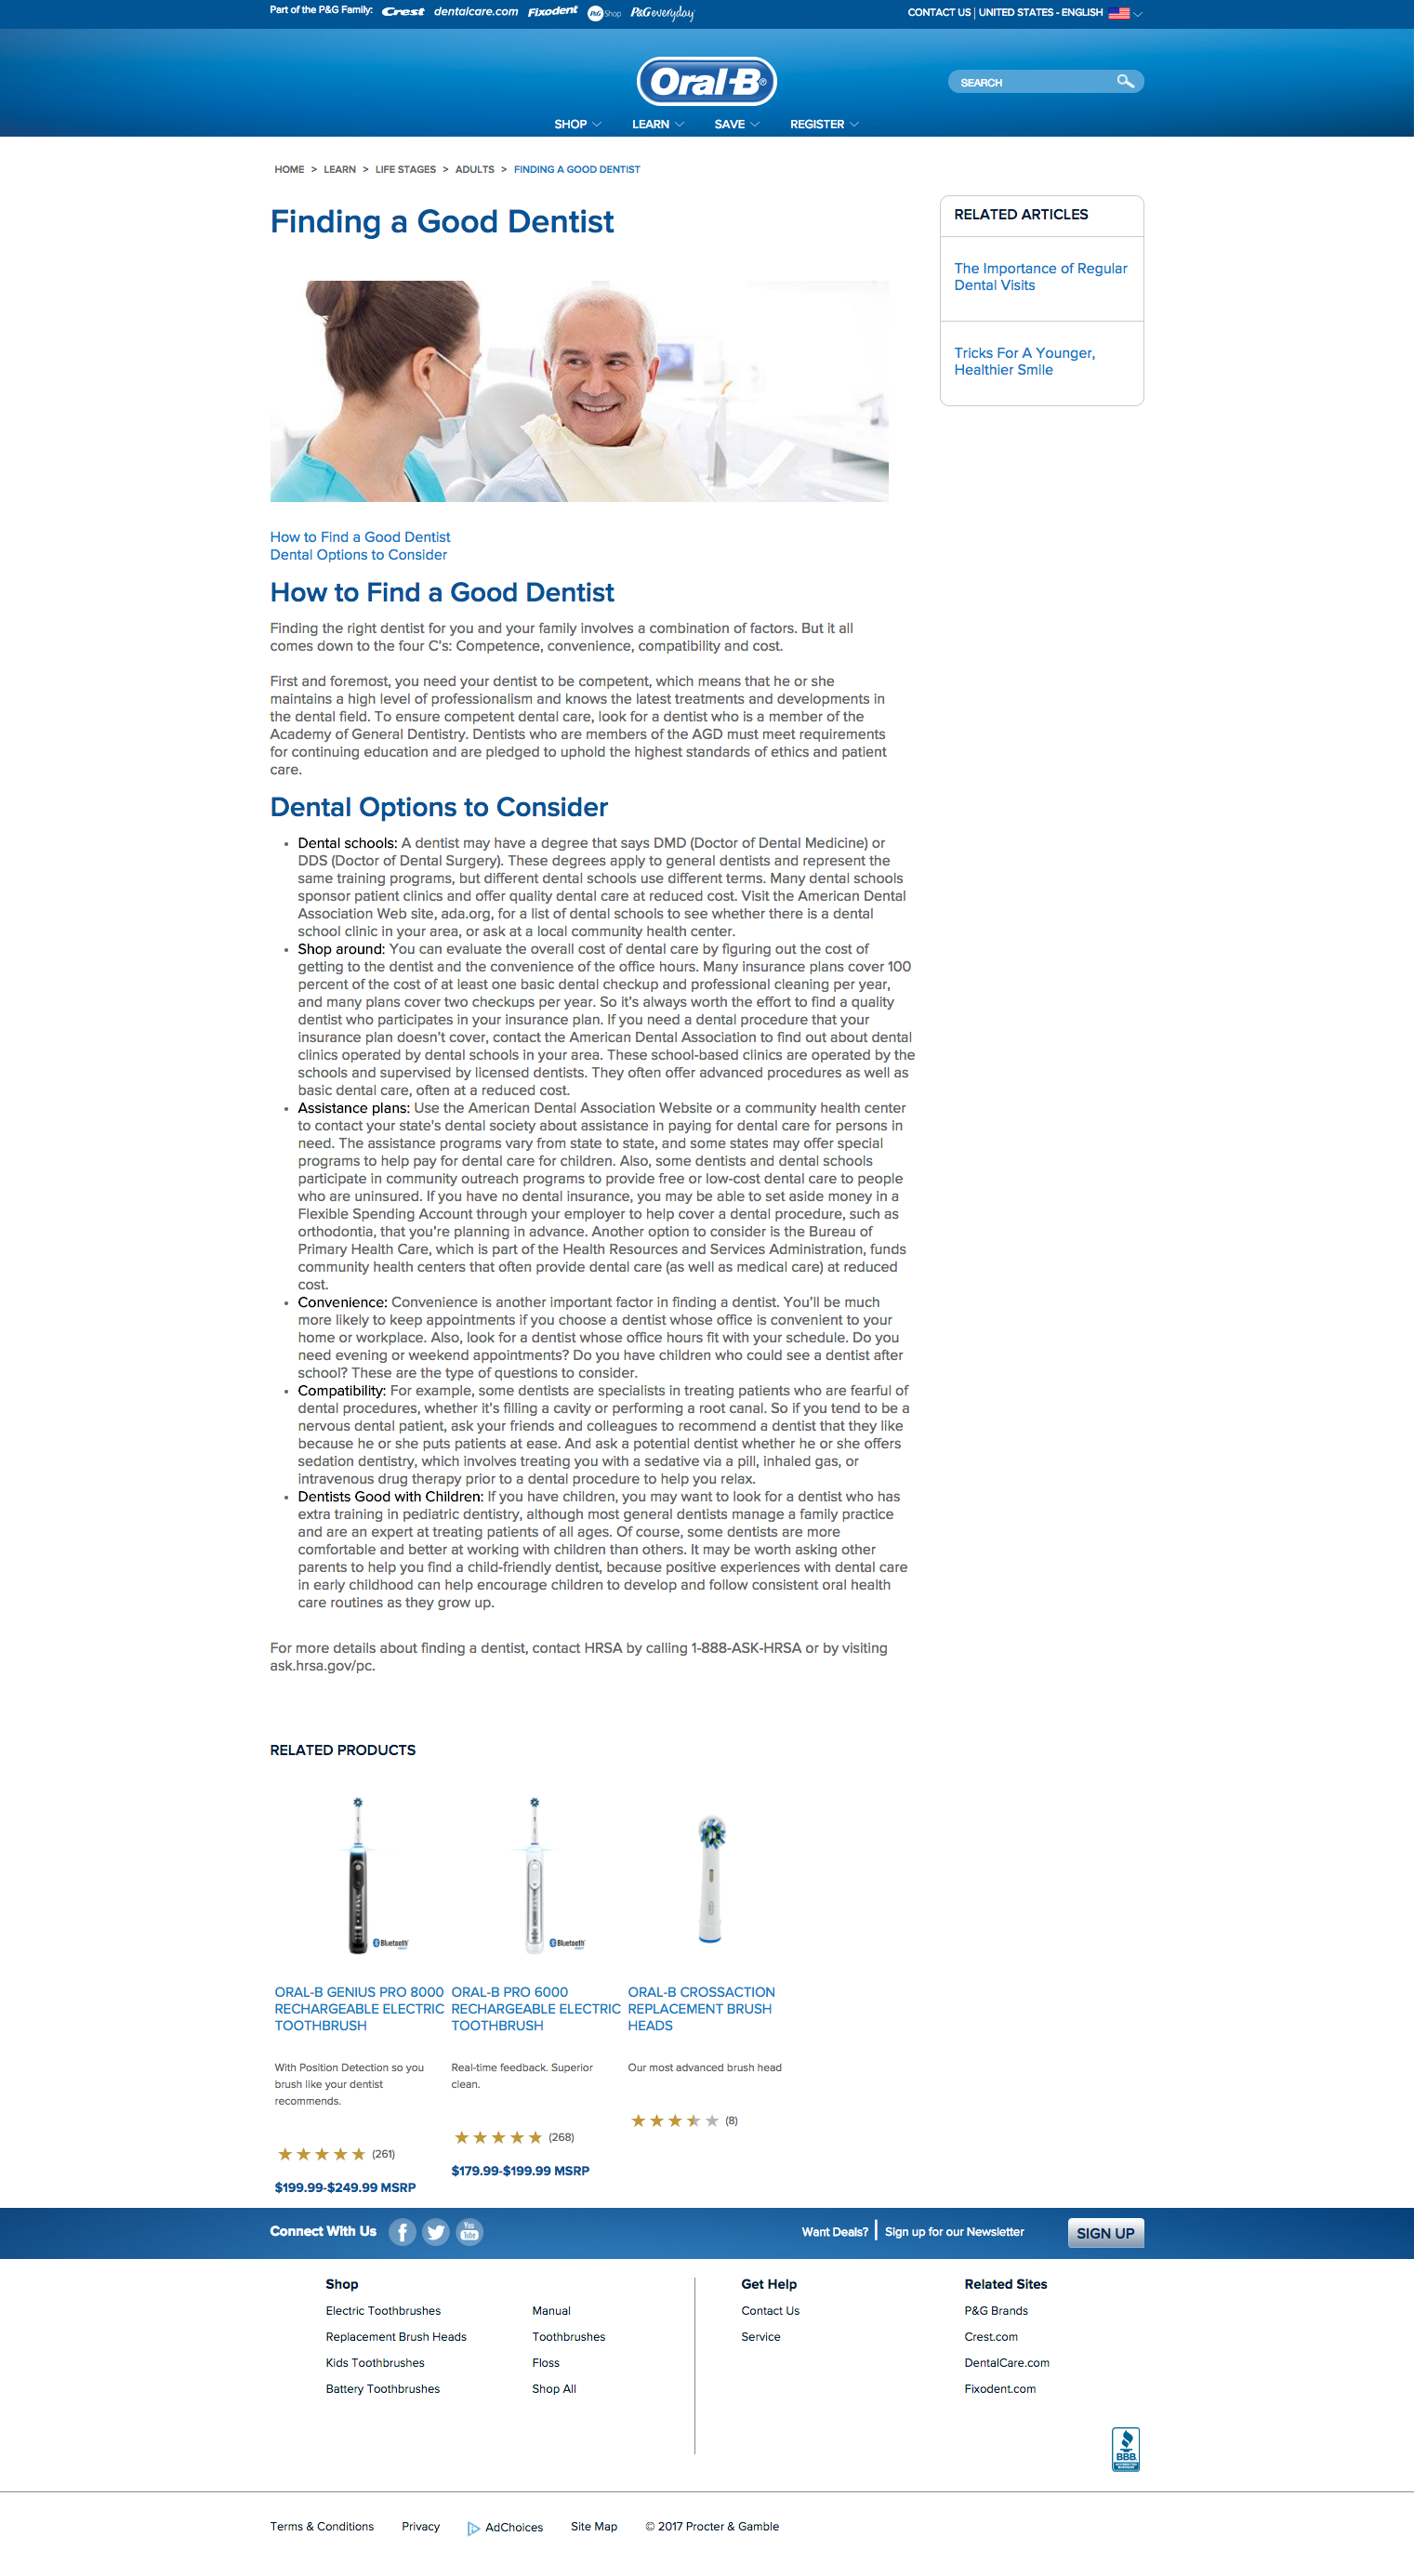 Part of the P&G Family: Crest dentalcare.com Fixodent P&G Shop P&G everyday
CONTACT US | UNITED STATES - ENGLISH
Oral-B®
SEARCH
SHOP LEARN SAVE REGISTER
HOME > LEARN > LIFE STAGES > ADULTS > FINDING A GOOD DENTIST
Finding a Good Dentist
RELATED ARTICLES
The Importance of Regular
Dental Visits
Tricks For A Younger,
Healthier Smile
How to Find a Good Dentist
Dental Options to Consider
How to Find a Good Dentist
Finding the right dentist for you and your family involves a combination of factors. But it all
comes down to the four C's: Competence, convenience, compatibility and cost.
First and foremost, you need your dentist to be competent, which means that he or she
maintains a high level of professionalism and knows the latest treatments and developments in
the dental field. To ensure competent dental care, look for a dentist who is a member of the
Academy of General Dentistry. Dentists who are members of the AGD must meet requirements
for continuing education and are pledged to uphold the highest standards of ethics and patient
care.
Dental Options to Consider
• Dental schools: A dentist may have a degree that says DMD (Doctor of Dental Medicine) or
DDS (Doctor of Dental Surgery). These degrees apply to general dentists and represent the
same training programs, but different dental schools use different terms. Many dental schools
sponsor patient clinics and offer quality dental care at reduced cost. Visit the American Dental
Association Web site, ada.org, for a list of dental schools to see whether there is a dental
school clinic in your area, or ask at a local community health center.
• Shop around: You can evaluate the overall cost of dental care by figuring out the cost of
getting to the dentist and the convenience of the office hours. Many insurance plans cover 100
percent of the cost of at least one basic dental checkup and professional cleaning per year,
and many plans cover two checkups per year. So it's always worth the effort to find a quality
dentist who participates in your insurance plan. If you need a dental procedure that your
insurance plan doesn't cover, contact the American Dental Association to find out about dental
clinics operated by dental schools in your area. These school-based clinics are operated by the
schools and supervised by licensed dentists. They often offer advanced procedures as well as
basic dental care, often at a reduced cost.
• Assistance plans: Use the American Dental Association Website or a community health center
to contact your state's dental society about assistance in paying for dental care for persons in
need. The assistance programs vary from state to state, and some states may offer special
programs to help pay for dental care for children. Also, some dentists and dental schools
participate in community outreach programs to provide free or low-cost dental care to people
who are uninsured. If you have no dental insurance, you may be able to set aside money in a
Flexible Spending Account through your employer to help cover a dental procedure, such as
orthodontia, that you're planning in advance. Another option to consider is the Bureau of
Primary Health Care, which is part of the Health Resources and Services Administration, funds
community health centers that often provide dental care (as well as medical care) at reduced
cost.
• Convenience: Convenience is another important factor in finding a dentist. You'll be much
more likely to keep appointments if you choose a dentist whose office is convenient to your
home or workplace. Also, look for a dentist whose office hours fit with your schedule. Do you
need evening or weekend appointments? Do you have children who could see a dentist after
school? These are the type of questions to consider.
• Compatibility: For example, some dentists are specialists in treating patients who are fearful of
dental procedures, whether it's filling a cavity or performing a root canal. So if you tend to be a
nervous dental patient, ask your friends and colleagues to recommend a dentist that they like
because he or she puts patients at ease. And ask a potential dentist whether he or she offers
sedation dentistry, which involves treating you with a sedative via a pill, inhaled gas, or
intravenous drug therapy prior to a dental procedure to help you relax.
• Dentists Good with Children: If you have children, you may want to look for a dentist who has
extra training in pediatric dentistry, although most general dentists manage a family practice
and are an expert at treating patients of all ages. Of course, some dentists are more
comfortable and better at working with children than others. It may be worth asking other
parents to help you find a child-friendly dentist, because positive experiences with dental care
in early childhood can help encourage children to develop and follow consistent oral health
care routines as they grow up.
For more details about finding a dentist, contact HRSA by calling 1-888-ASK-HRSA or by visiting
ask.hrsa.gov/pc.
RELATED PRODUCTS
Bluetooth
Bluetooth
ORAL-B GENIUS PRO 8000
RECHARGEABLE ELECTRIC
TOOTHBRUSH
With Position Detection so you
brush like your dentist
recommends.
(261)
$199.99-$249.99 MSRP
ORAL-B PRO 6000
RECHARGEABLE ELECTRIC
TOOTHBRUSH
Real-time feedback. Superior
clean.
(268)
$179.99-$199.99 MSRP
ORAL-B CROSSACTION
REPLACEMENT BRUSH
HEADS
Our most advanced brush head
(8)
Connect With Us
You Tube
Want Deals? | Sign up for our Newsletter
SIGN UP
Shop
Electric Toothbrushes
Replacement Brush Heads
Kids Toothbrushes
Battery Toothbrushes
Manual
Toothbrushes
Floss
Shop All
Get Help
Contact Us
Service
Related Sites
P&G Brands
Crest.com
DentalCare.com
Fixodent.com
BBB
Terms & Conditions Privacy AdChoices Site Map © 2017 Procter & Gamble